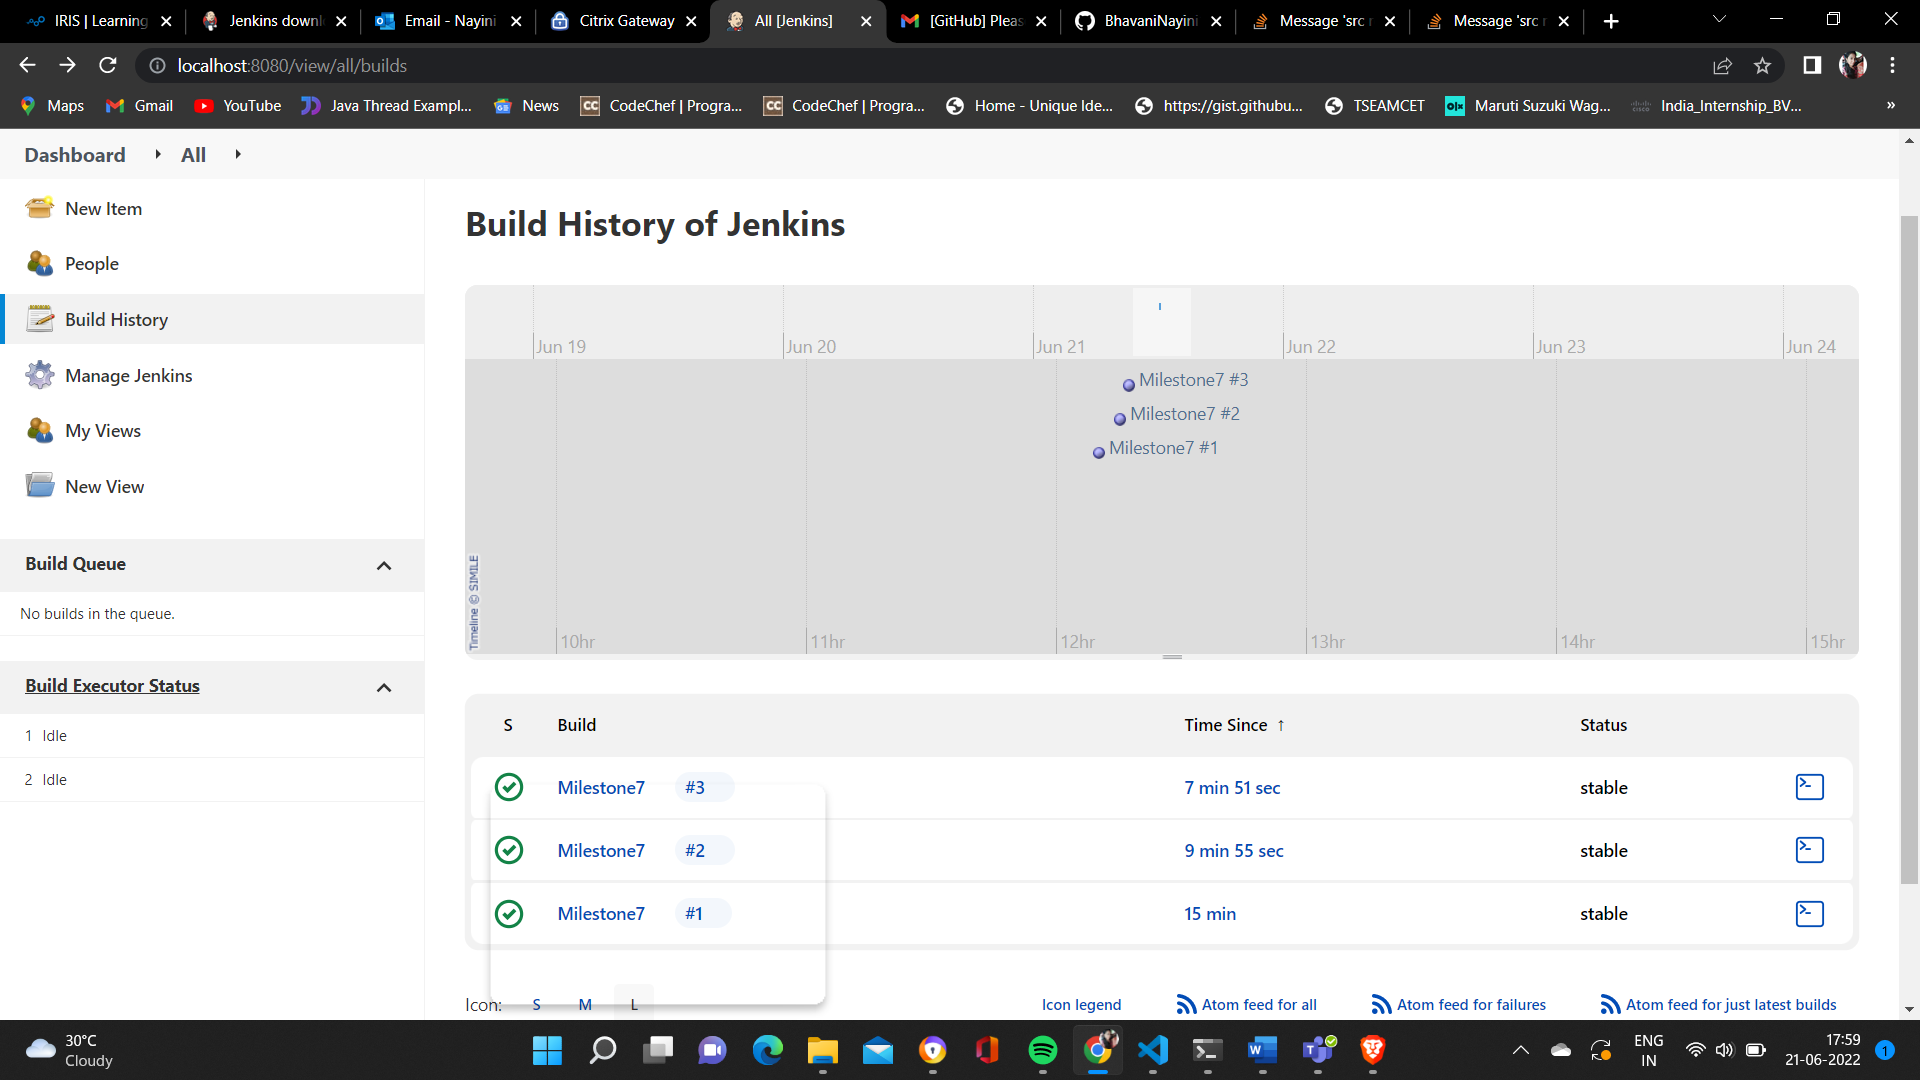 IRIS | Learning
Jenkins downl
Email - Nayini
Citrix Gateway
All [Jenkins]
[GitHub] Pleas
BhavaniNayini
Message 'src r
Message 'src r
localhost:8080/view/all/builds
Maps
Gmail
YouTube
Java Thread Exampl...
News
CodeChef | Progra...
CodeChef | Progra...
Home - Unique Ide...
https://gist.githubu...
TSEAMCET
Maruti Suzuki Wag...
India_Internship_BV...
»
Dashboard
All
New Item
People
Build History
Manage Jenkins
My Views
New View
Build Queue
No builds in the queue.
Build Executor Status
1 Idle
2 Idle
Build History of Jenkins
Jun 19
Jun 20
Jun 21
Jun 22
Jun 23
Jun 24
Milestone7 #3
Milestone7 #2
Milestone7 #1
Timeline © SIMILE
10hr
11hr
12hr
13hr
14hr
15hr
S Build Time Since ↑ Status
Milestone7 #3 7 min 51 sec stable
Milestone7 #2 9 min 55 sec stable
Milestone7 #1 15 min stable
Icon: S M L
Icon legend
Atom feed for all
Atom feed for failures
Atom feed for just latest builds
30°C
Cloudy
ENG
IN
17:59
21-06-2022
1